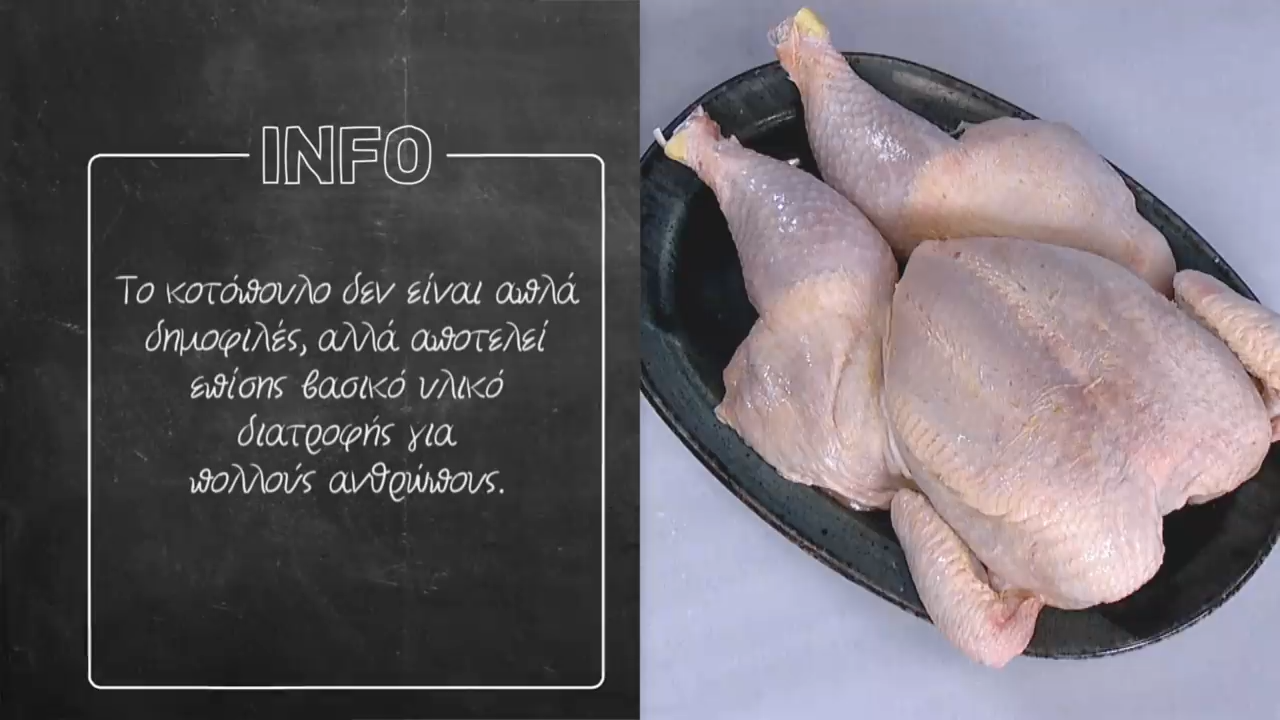 INFO
Το κοτόπουλο δεν είναι απλά
δημοφιλές, αλλά αποτελεί
επίσης βασικό υλικό
διατροφής για
πολλούς ανθρώπους.